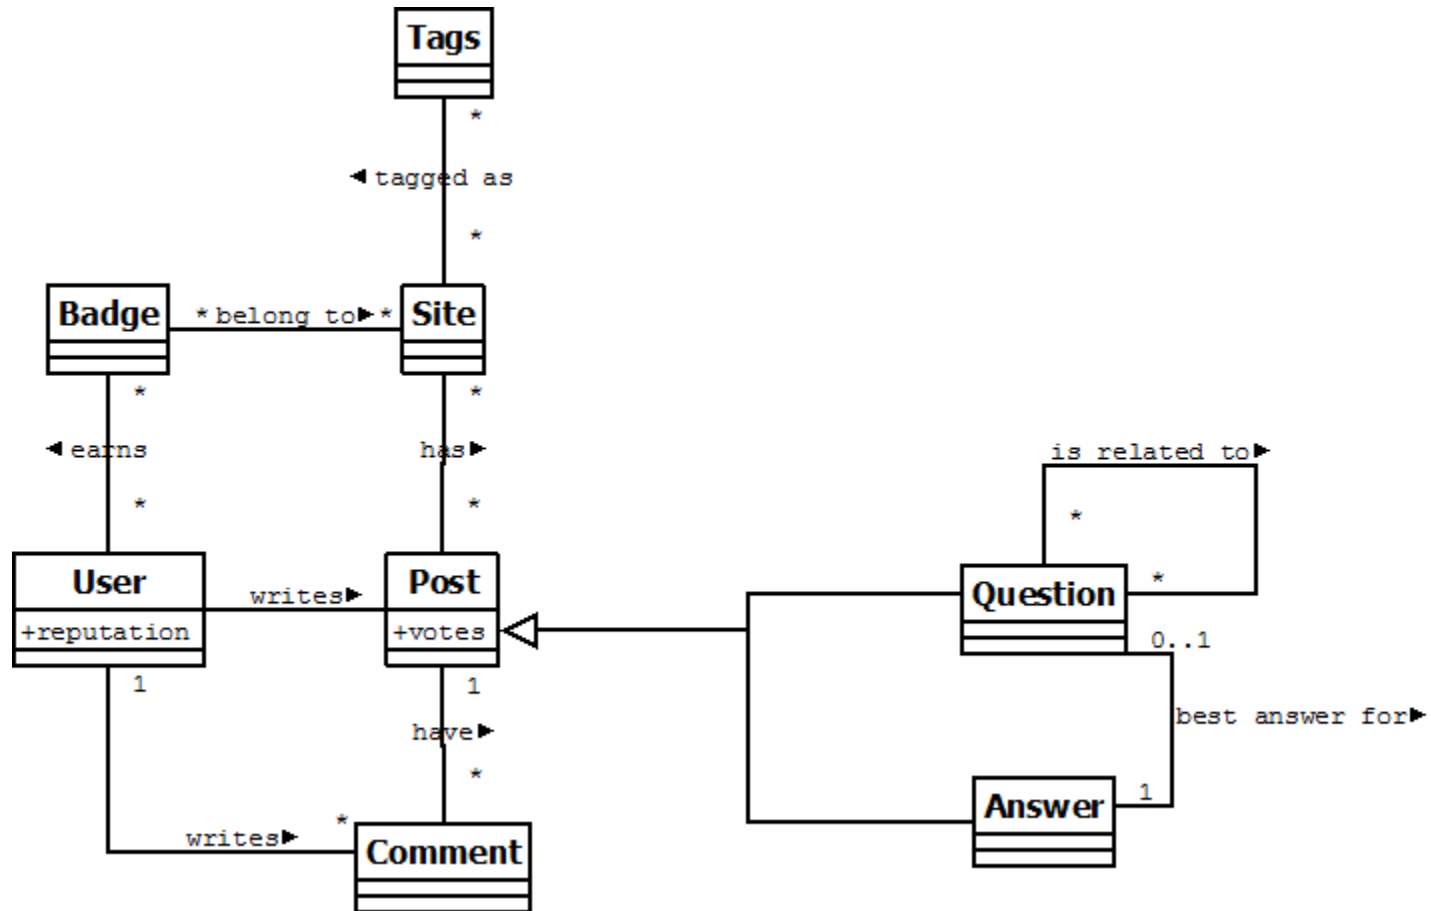 Tags
*
◄ tagged as
*
Badge
* belong to► *
Site
*
*
◄ earns
has►
is related to►
*
*
*
User
+reputation
writes►
Post
+votes
Question
*
0..1
1
1
have►
best answer for►
*
Answer
1
*
writes►
Comment